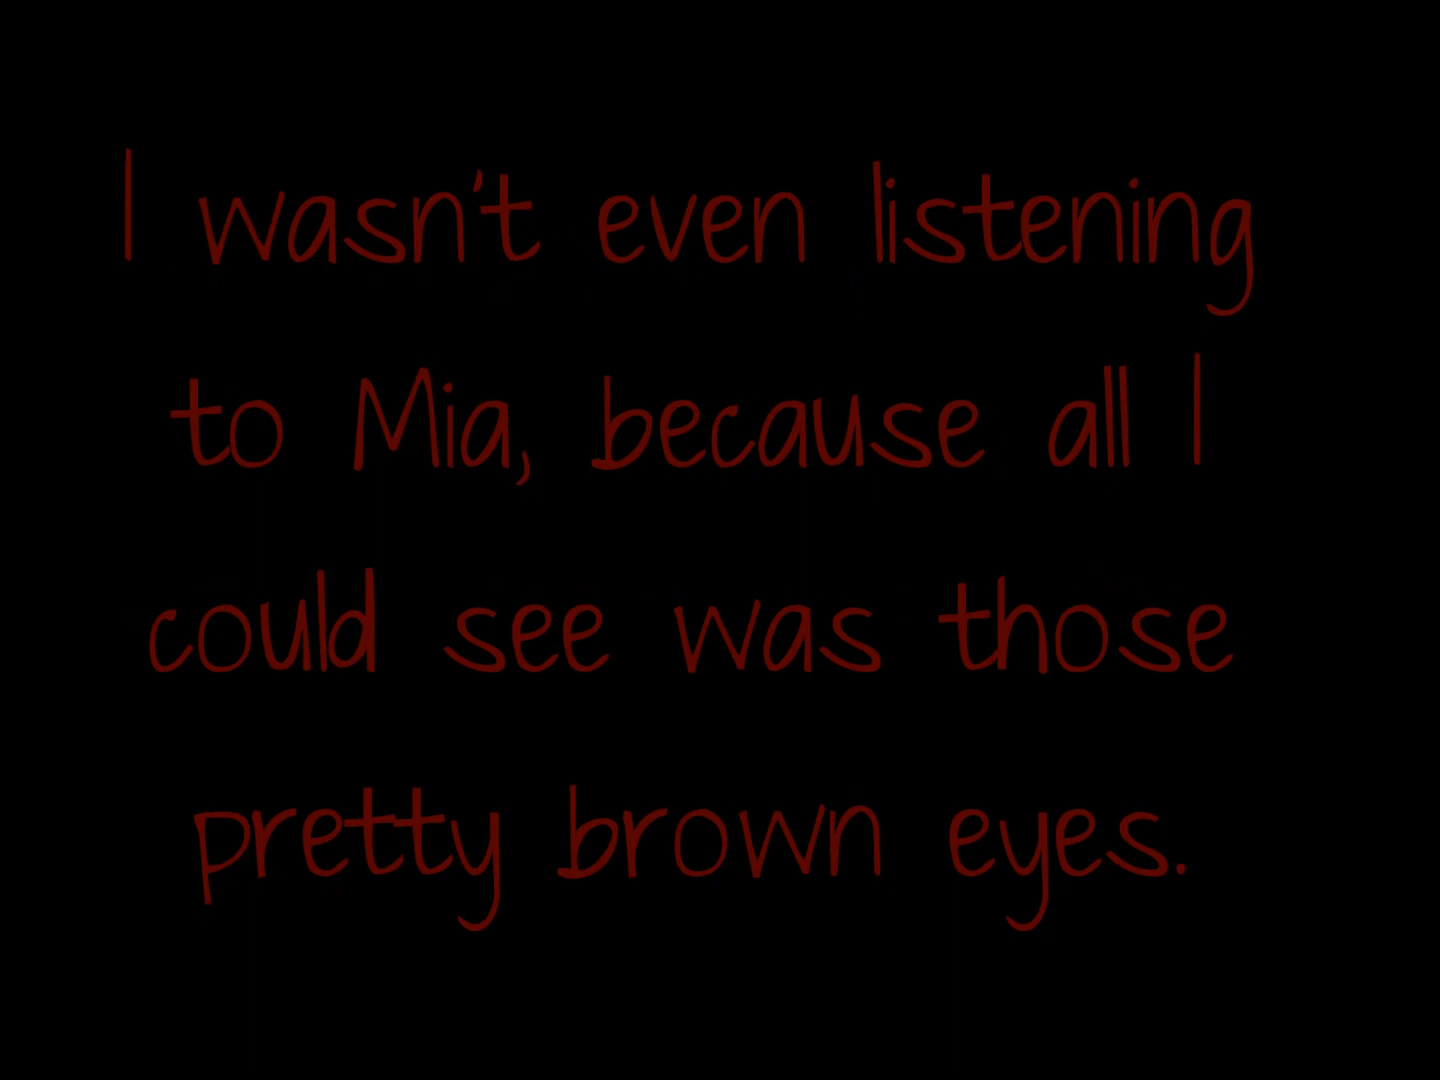 I wasn't even listening
to Mia, because all I
could see was those
pretty brown eyes.